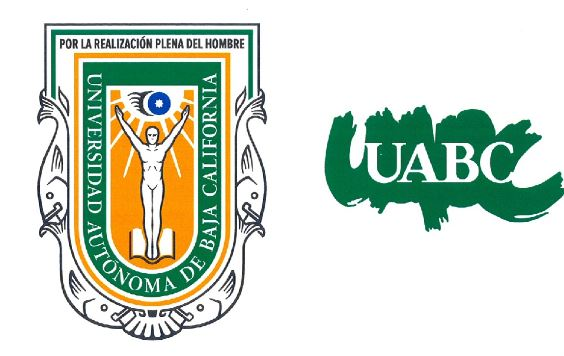 POR LA REALIZACIÓN PLENA DEL HOMBRE
UNIVERSIDAD AUTÓNOMA DE BAJA CALIFORNIA
UABC